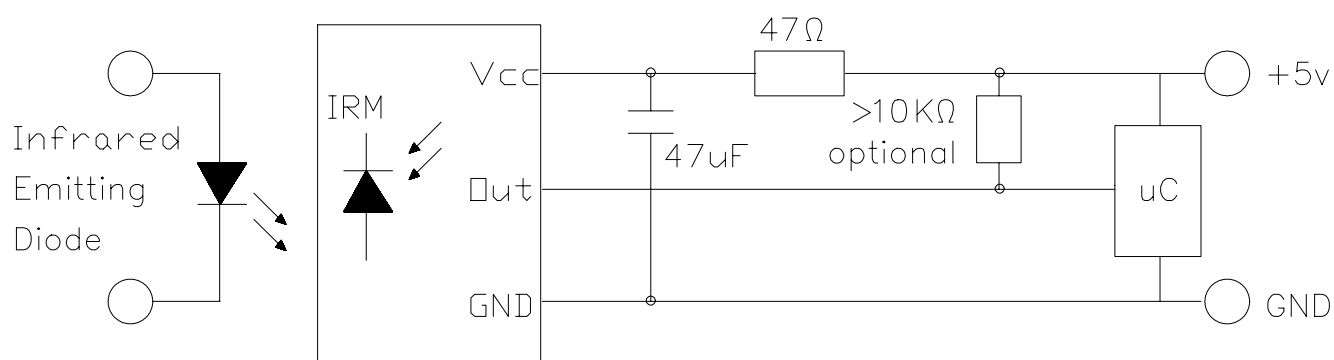 Infrared
Emitting
Diode
IRM
Vcc
Out
GND
47Ω
47uF
>10KΩ
optional
uC
+5v
GND